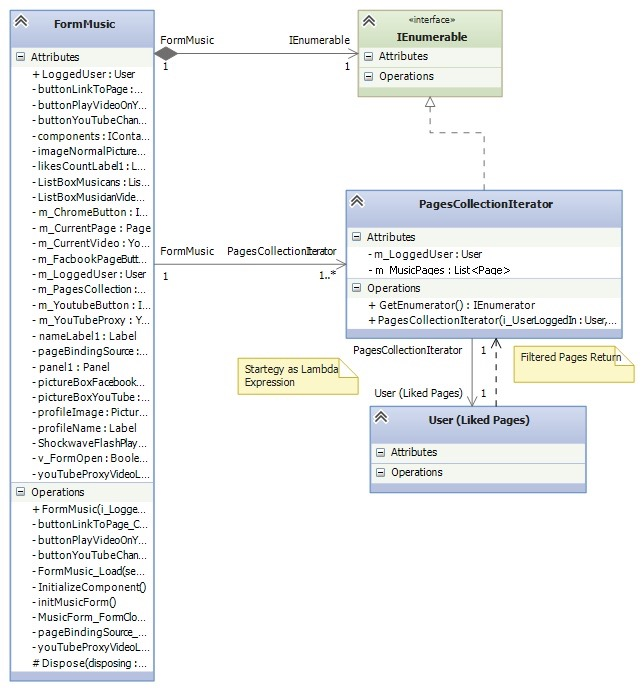 FormMusic
Attributes
+ LoggedUser : User
- buttonLinkToPage :...
- buttonPlayVideoOnY...
- buttonYouTubeChan...
- components : IConta...
- imageNormalPicture...
- likesCountLabel1 : L...
- ListBoxMusicans : Lis...
- ListBoxMusidanVide...
- m_ChromeButton : I...
- m_CurrentPage : Page
- m_CurrentVideo : Yo...
- m_FacbookPageButt...
- m_LoggedUser : User
- m_PagesCollection:...
- m_YoutubeButton : I...
- m_YouTubeProxy : Y...
- nameLabel1 : Label
- pageBindingSource :...
- panel1 : Panel
- pictureBoxFacebook...
- pictureBoxYouTube :...
- profileImage : Pictur...
- profileName : Label
- ShockwaveFlashPlay...
- v_FormOpen : Boole...
- youTubeProxyVideoL...
Operations
+ FormMusic(i_Logge...
- buttonLinkToPage_C...
- buttonPlayVideoOnY...
- buttonYouTubeChan...
- FormMusic_Load(se...
- InitializeComponent()
- initMusicForm()
- MusicForm_FormClo...
- pageBindingSource_...
- youTubeProxyVideoL...
# Dispose(disposing :...
FormMusic
IEnumerable
1
1
«interface»
IEnumerable
Attributes
Operations
FormMusic
PagesCollectionIterator
1
1..*
PagesCollectionIterator
Attributes
- m_LoggedUser : User
- m_MusicPages : List<Page>
Operations
+ GetEnumerator() : IEnumerator
+ PagesCollectionIterator(i_UserLoggedIn : User,...
PagesCollectionIterator
1
Startegy as Lambda
Expression
Filtered Pages Return
User (Liked Pages)
1
User (Liked Pages)
Attributes
Operations